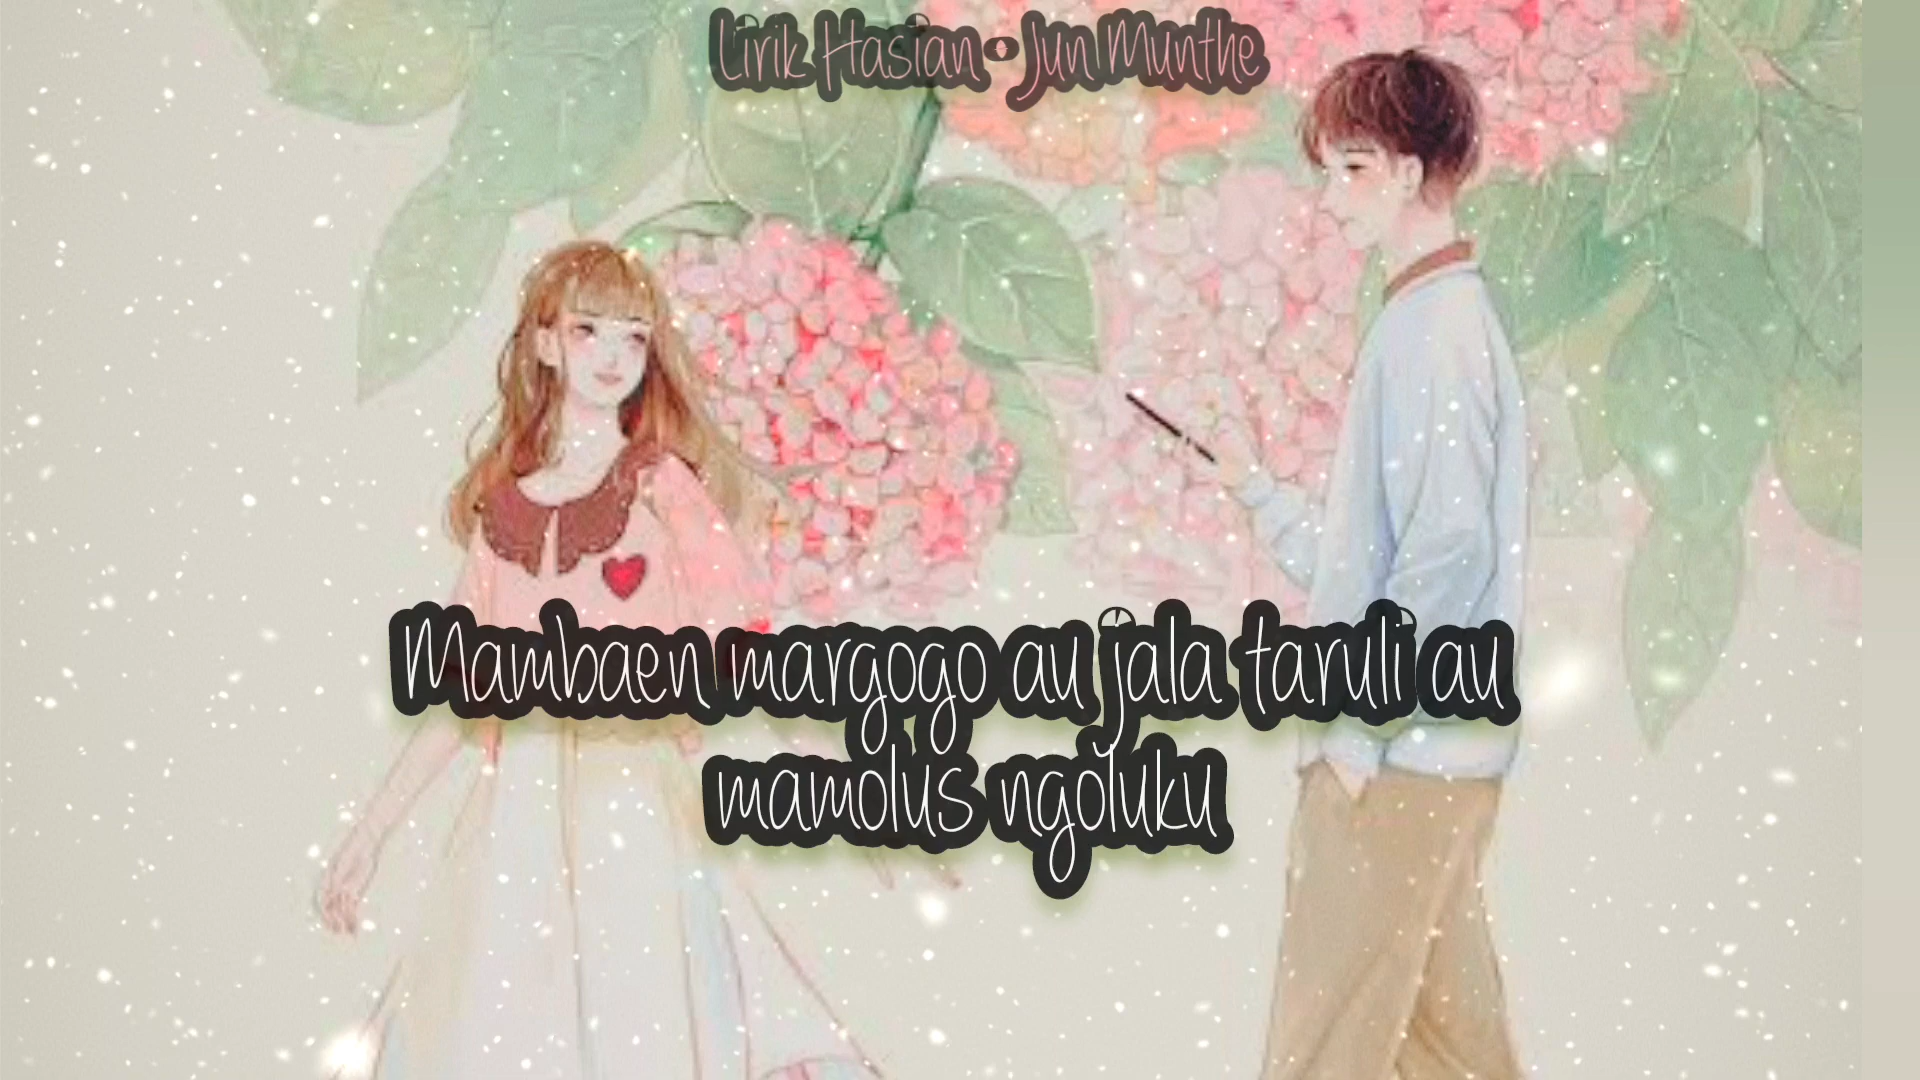 Lirik Hasian • Jun Munthe
Mambaen margogo au jala taruli au
mamolus ngoluku